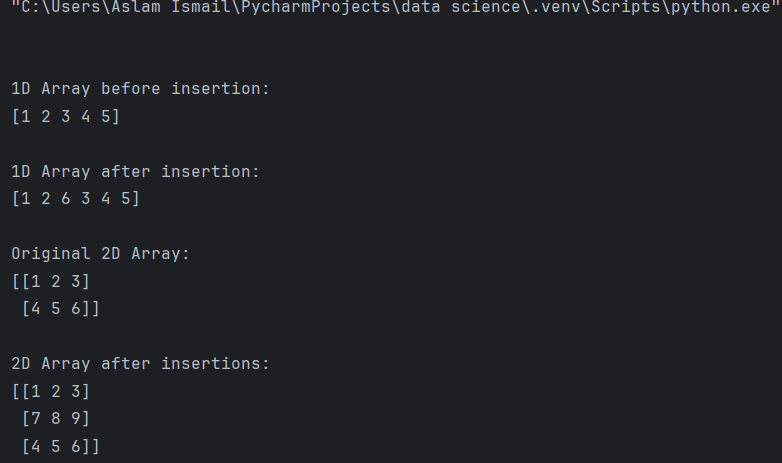 "C:\Users\Aslam Ismail\PycharmProjects\data science\.venv\Scripts\python.exe"
1D Array before insertion:
[1 2 3 4 5]
1D Array after insertion:
[1 2 6 3 4 5]
Original 2D Array:
[[1 2 3]
 [4 5 6]]
2D Array after insertions:
[[1 2 3]
 [7 8 9]
 [4 5 6]]